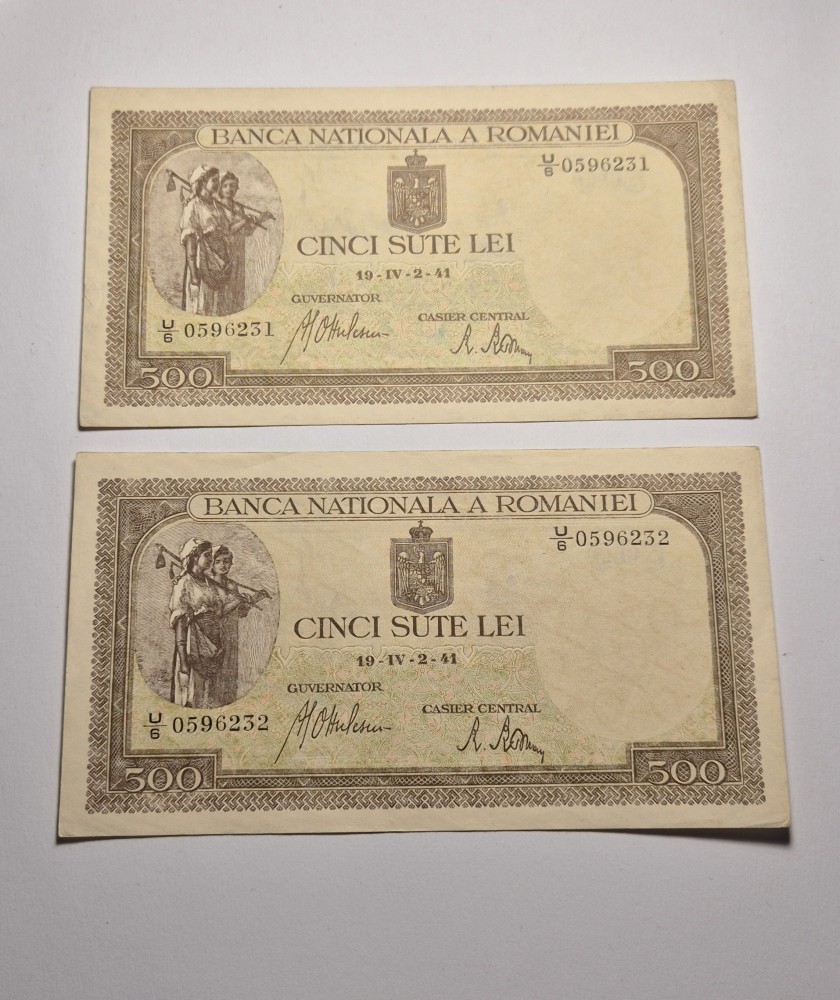 BANCA NATIONALA A ROMANIEI
U/6 0596231
CINCI SUTE LEI
19-IV-2-41
GUVERNATOR
CASIER CENTRAL
U/6 0596231
500
500
BANCA NATIONALA A ROMANIEI
U/6 0596232
CINCI SUTE LEI
19-IV-2-41
GUVERNATOR
CASIER CENTRAL
U/6 0596232
500
500